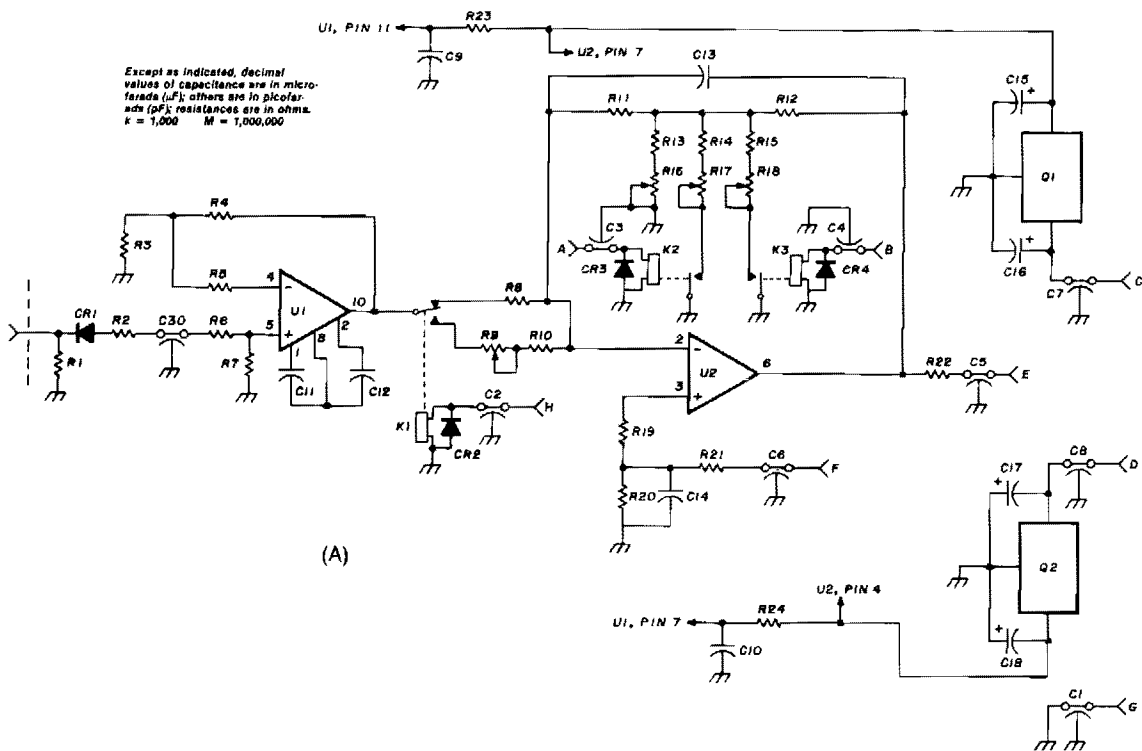 U1, PIN 11
R23
C9
U2, PIN 7
C13
Except as indicated, decimal
values of capacitance are in micro-
farads (µF); others are in picofar-
ads (pF); resistances are in ohms.
k = 1,000 M = 1,000,000
R11
R12
C15
+
R13
R14
R15
R16
R17
R18
Q1
R4
R3
C3
K2
A
CR3
C4
K3
B
CR4
C16
+
C7
C
R5
4
-
U1
10
2
R8
CR1
R2
C30
R6
5
+
8
1
R1
R7
C11
C12
R9
R10
2
-
U2
6
3
+
R22
C5
E
K1
C2
H
CR2
R19
R21
C6
F
R20
C14
C17
+
C8
D
(A)
Q2
U2, PIN 4
U1, PIN 7
R24
C10
+
C18
C1
G